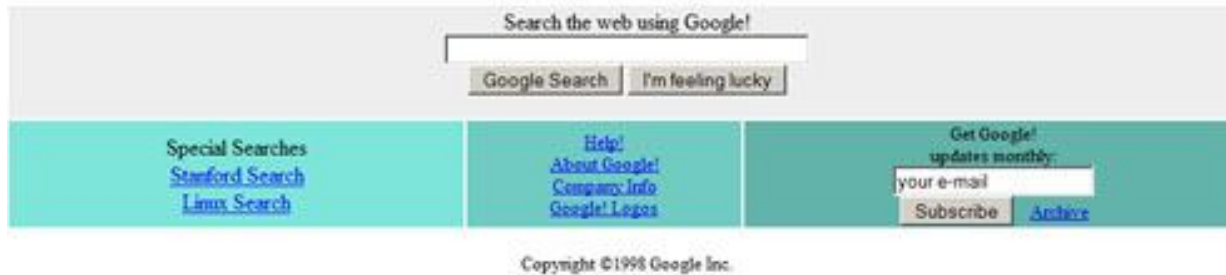 Search the web using Google!
Google Search I'm feeling lucky
Special Searches
Stanford Search
Linux Search
Help!
About Google!
Company Info
Google! Logos
Get Google!
updates monthly:
your e-mail
Subscribe Archive
Copyright ©1998 Google Inc.